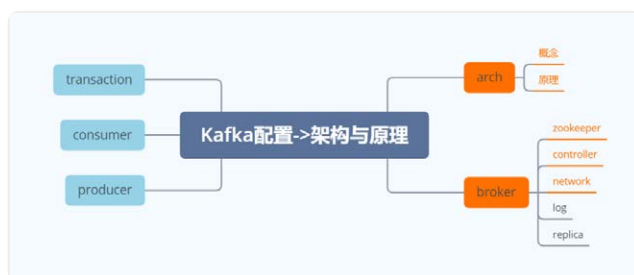 transaction
consumer
producer
Kafka配置->架构与原理
arch
概念
原理
broker
zookeeper
controller
network
log
replica